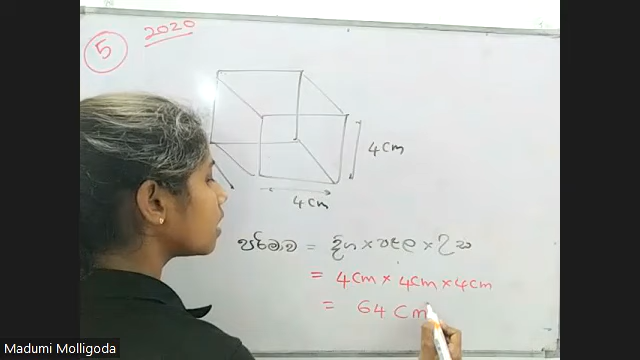 5
2020
4cm
4cm
පරිමාව = දිග × පළල × උස
= 4cm × 4cm × 4cm
= 64 cm
Madumi Molligoda